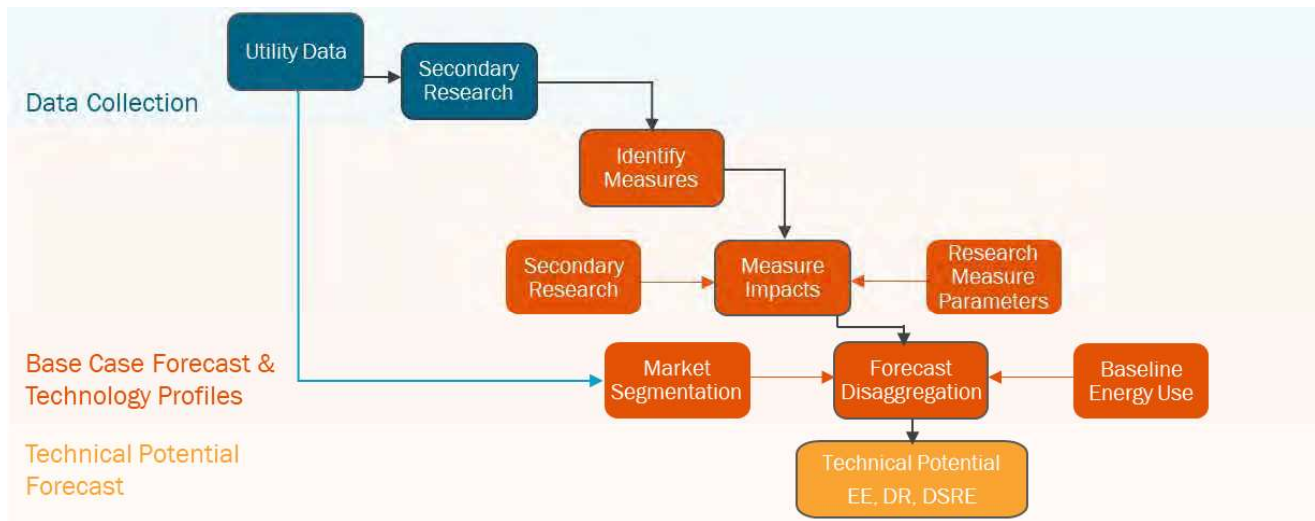 Utility Data
Secondary
Research
Data Collection
Identify
Measures
Secondary
Research
Measure
Impacts
Research
Measure
Parameters
Base Case Forecast &
Technology Profiles
Market
Segmentation
Forecast
Disaggregation
Baseline
Energy Use
Technical Potential
Forecast
Technical Potential
EE, DR, DSRE